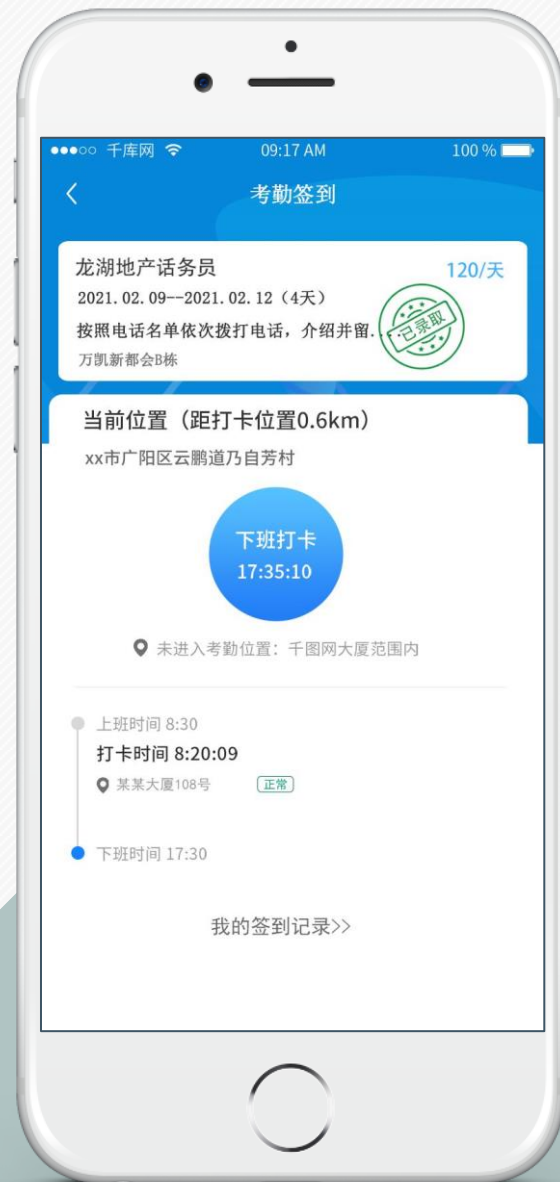 千库网 09:17 AM 100 %
考勤签到
龙湖地产话务员 120/天
2021.02.09--2021.02.12（4天）
按照电话名单依次拨打电话，介绍并留...
已录取
万凯新都会B栋
当前位置（距打卡位置0.6km）
xx市广阳区云鹏道乃自芳村
下班打卡
17:35:10
未进入考勤位置：千图网大厦范围内
上班时间 8:30
打卡时间 8:20:09
某某大厦108号 正常
下班时间 17:30
我的签到记录>>